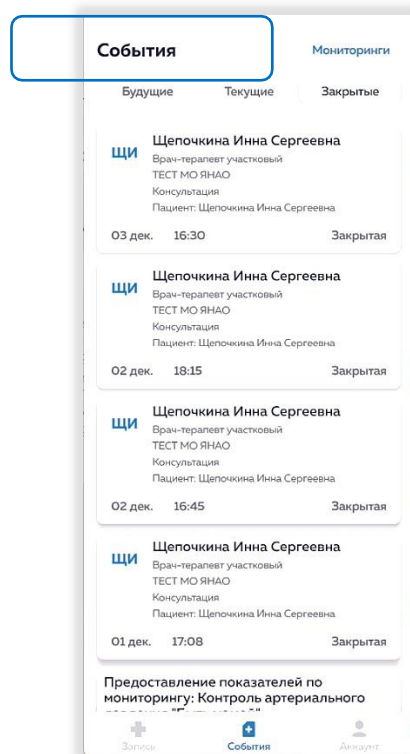 События
Мониторинги
Будущие Текущие Закрытые
Щепочкина Инна Сергеевна
ЩИ
Врач-терапевт участковый
ТЕСТ МО ЯНАО
Консультация
Пациент: Щепочкина Инна Сергеевна
03 дек. 16:30 Закрытая
Щепочкина Инна Сергеевна
ЩИ
Врач-терапевт участковый
ТЕСТ МО ЯНАО
Консультация
Пациент: Щепочкина Инна Сергеевна
02 дек. 18:15 Закрытая
Щепочкина Инна Сергеевна
ЩИ
Врач-терапевт участковый
ТЕСТ МО ЯНАО
Консультация
Пациент: Щепочкина Инна Сергеевна
02 дек. 16:45 Закрытая
Щепочкина Инна Сергеевна
ЩИ
Врач-терапевт участковый
ТЕСТ МО ЯНАО
Консультация
Пациент: Щепочкина Инна Сергеевна
01 дек. 17:08 Закрытая
Предоставление показателей по
мониторингу: Контроль артериального
Запись События Аккаунт